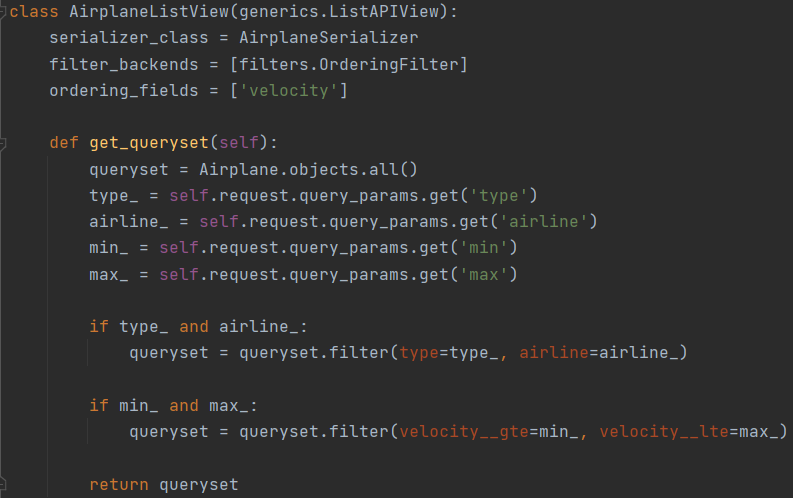 class AirplaneListView(generics.ListAPIView):
    serializer_class = AirplaneSerializer
    filter_backends = [filters.OrderingFilter]
    ordering_fields = ['velocity']

    def get_queryset(self):
        queryset = Airplane.objects.all()
        type_ = self.request.query_params.get('type')
        airline_ = self.request.query_params.get('airline')
        min_ = self.request.query_params.get('min')
        max_ = self.request.query_params.get('max')

        if type_ and airline_:
            queryset = queryset.filter(type=type_, airline=airline_)

        if min_ and max_:
            queryset = queryset.filter(velocity__gte=min_, velocity__lte=max_)

        return queryset